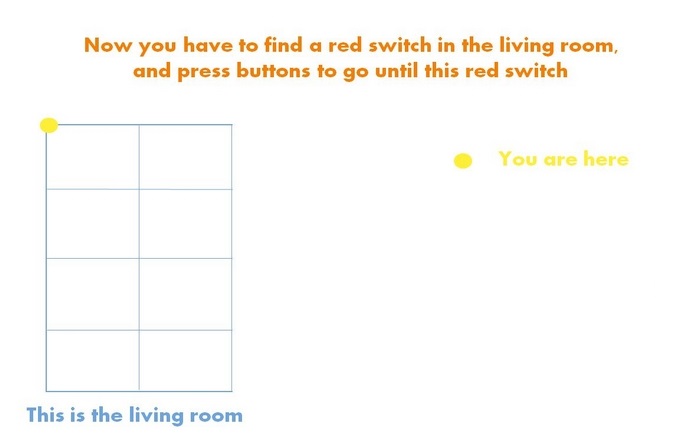 Now you have to find a red switch in the living room,
and press buttons to go until this red switch
You are here
This is the living room